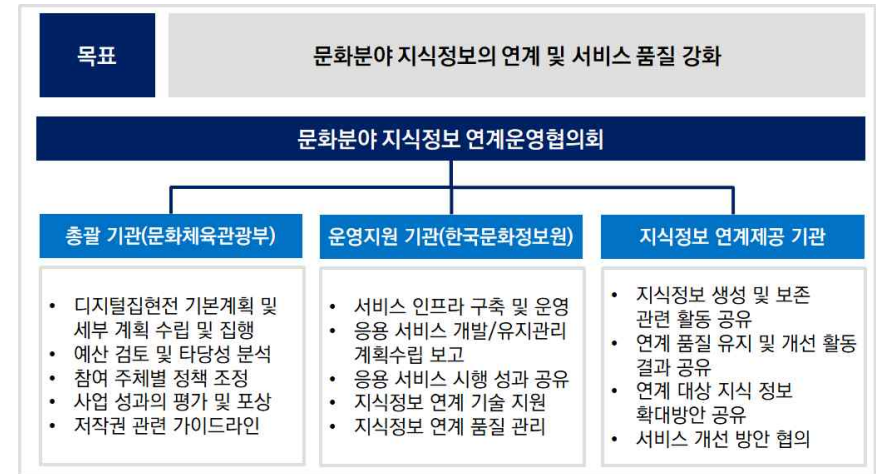 목표
문화분야 지식정보의 연계 및 서비스 품질 강화
문화분야 지식정보 연계운영협의회
총괄 기관(문화체육관광부)
• 디지털집현전 기본계획 및
세부 계획 수립 및 집행
• 예산 검토 및 타당성 분석
• 참여 주체별 정책 조정
• 사업 성과의 평가 및 포상
• 저작권 관련 가이드라인
운영지원 기관(한국문화정보원)
• 서비스 인프라 구축 및 운영
• 응용 서비스 개발/유지관리
계획수립 보고
• 응용 서비스 시행 성과 공유
• 지식정보 연계 기술 지원
• 지식정보 연계 품질 관리
지식정보 연계제공 기관
• 지식정보 생성 및 보존
관련 활동 공유
• 연계 품질 유지 및 개선 활동
결과 공유
• 연계 대상 지식 정보
확대방안 공유
• 서비스 개선 방안 협의